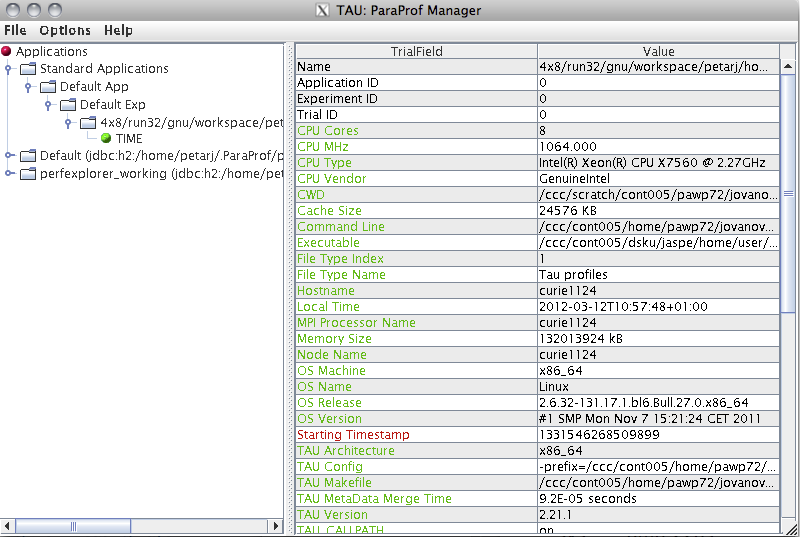 TAU: ParaProf Manager
File Options Help
Applications
Standard Applications
Default App
Default Exp
4x8/run32/gnu/workspace/pet
TIME
Default (jdbc:h2:/home/petarj/.ParaProf/p
perfexplorer_working (jdbc:h2:/home/pet
TrialField Value
Name 4x8/run32/gnu/workspace/petarj/ho...
Application ID 0
Experiment ID 0
Trial ID 0
CPU Cores 8
CPU MHz 1064.000
CPU Type Intel(R) Xeon(R) CPU X7560 @ 2.27GHz
CPU Vendor GenuineIntel
CWD /ccc/scratch/cont005/pawp72/jovano...
Cache Size 24576 KB
Command Line /ccc/cont005/home/pawp72/jovanov...
Executable /ccc/cont005/dsku/jaspe/home/user/...
File Type Index 1
File Type Name Tau profiles
Hostname curie1124
Local Time 2012-03-12T10:57:48+01:00
MPI Processor Name curie1124
Memory Size 132013924 kB
Node Name curie1124
OS Machine x86_64
OS Name Linux
OS Release 2.6.32-131.17.1.bl6.Bull.27.0.x86_64
OS Version #1 SMP Mon Nov 7 15:21:24 CET 2011
Starting Timestamp 1331546268509899
TAU Architecture x86_64
TAU Config -prefix=/ccc/cont005/home/pawp72/...
TAU Makefile /ccc/cont005/home/pawp72/jovanov...
TAU MetaData Merge Time 9.2E-05 seconds
TAU Version 2.21.1
TAU_CALLPATH on